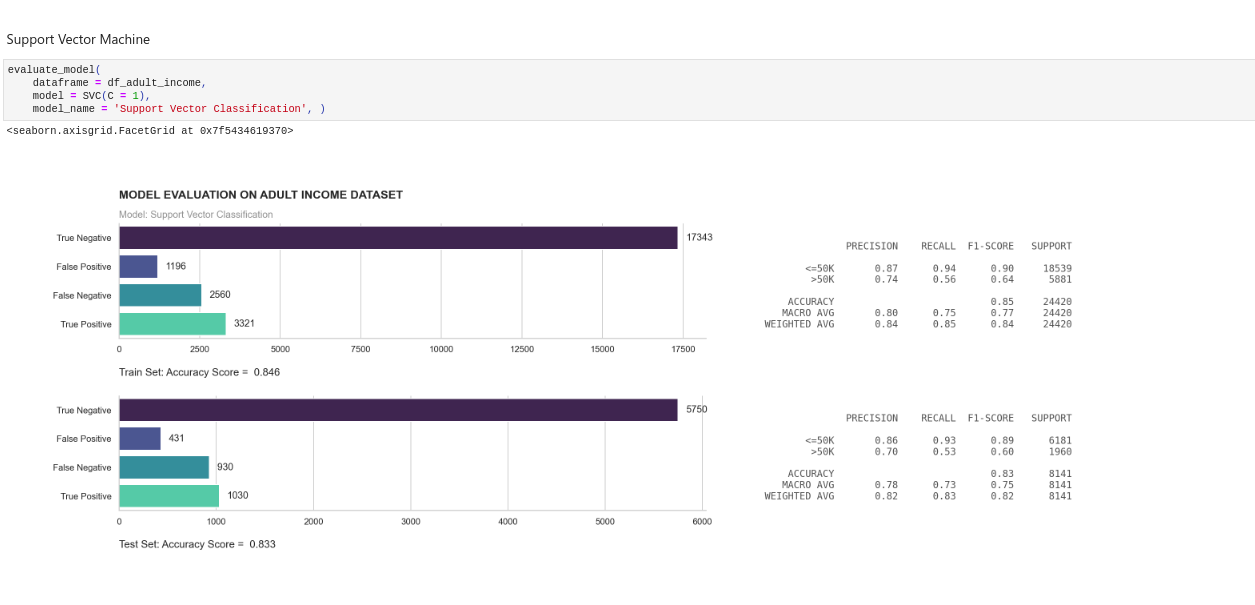 Support Vector Machine
evaluate_model(
    dataframe = df_adult_income,
    model = SVC(C = 1),
    model_name = 'Support Vector Classification', )
<seaborn.axisgrid.FacetGrid at 0x7f5434619370>
MODEL EVALUATION ON ADULT INCOME DATASET
Model: Support Vector Classification
True Negative 17343
False Positive 1196
False Negative 2560
True Positive 3321
0 2500 5000 7500 10000 12500 15000 17500
Train Set: Accuracy Score = 0.846
PRECISION RECALL F1-SCORE SUPPORT
<=50K 0.87 0.94 0.90 18539
>50K 0.74 0.56 0.64 5881
ACCURACY 0.85 24420
MACRO AVG 0.80 0.75 0.77 24420
WEIGHTED AVG 0.84 0.85 0.84 24420
True Negative 5750
False Positive 431
False Negative 930
True Positive 1030
0 1000 2000 3000 4000 5000 6000
Test Set: Accuracy Score = 0.833
PRECISION RECALL F1-SCORE SUPPORT
<=50K 0.86 0.93 0.89 6181
>50K 0.70 0.53 0.60 1960
ACCURACY 0.83 8141
MACRO AVG 0.78 0.73 0.75 8141
WEIGHTED AVG 0.82 0.83 0.82 8141